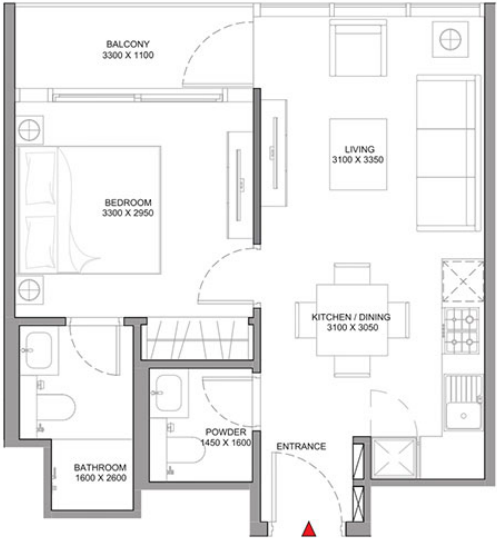 BALCONY
3300 X 1100
LIVING
3100 X 3350
BEDROOM
3300 X 2950
KITCHEN / DINING
3100 X 3050
POWDER
1450 X 1600
ENTRANCE
BATHROOM
1600 X 2600